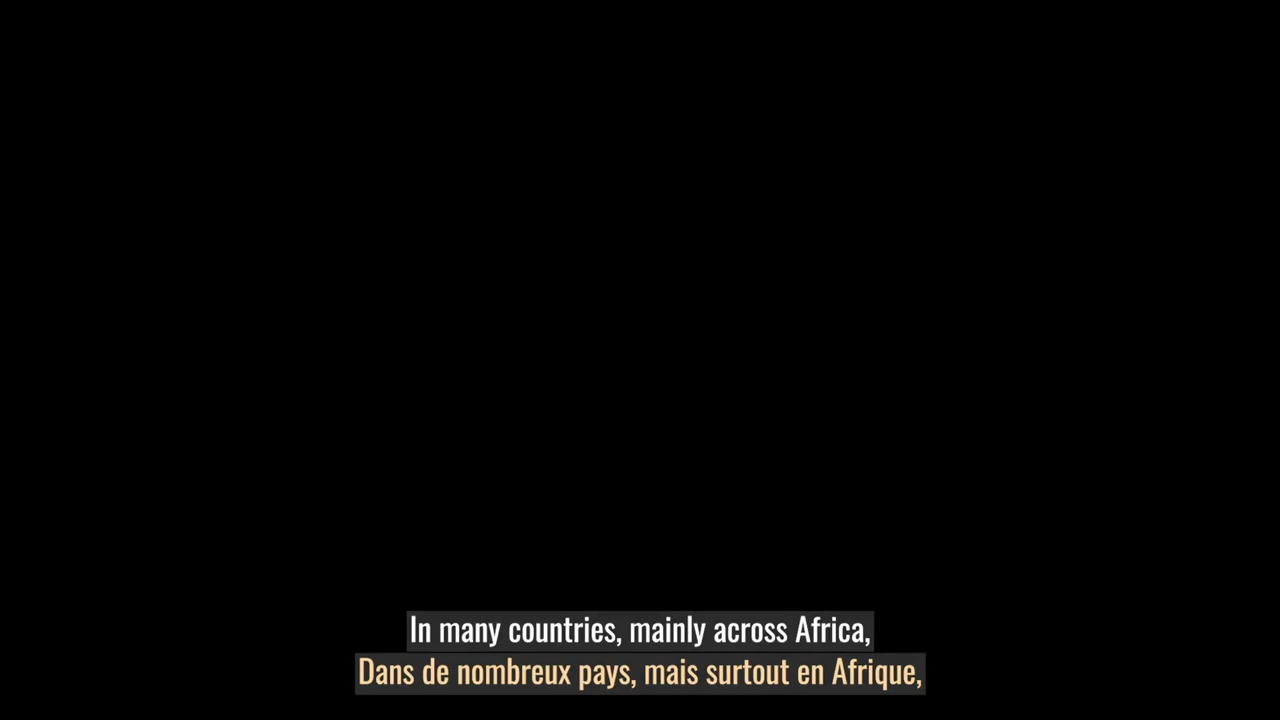 In many countries, mainly across Africa,
Dans de nombreux pays, mais surtout en Afrique,